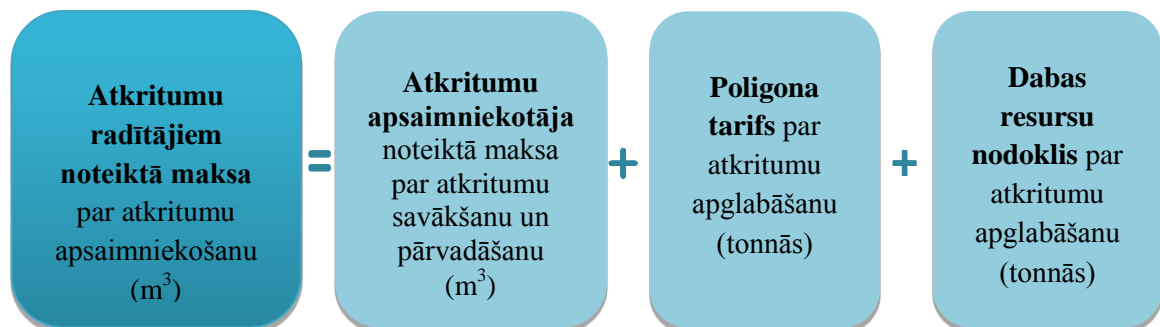 Atkritumu
radītājiem
noteiktā maksa
par atkritumu
apsaimniekošanu
(m³)
=
Atkritumu
apsaimniekotāja
noteiktā maksa
par atkritumu
savākšanu un
pārvadāšanu
(m³)
+
Poligona
tarifs par
atkritumu
apglabāšanu
(tonnās)
+
Dabas
resursu
nodoklis par
atkritumu
apglabāšanu
(tonnās)